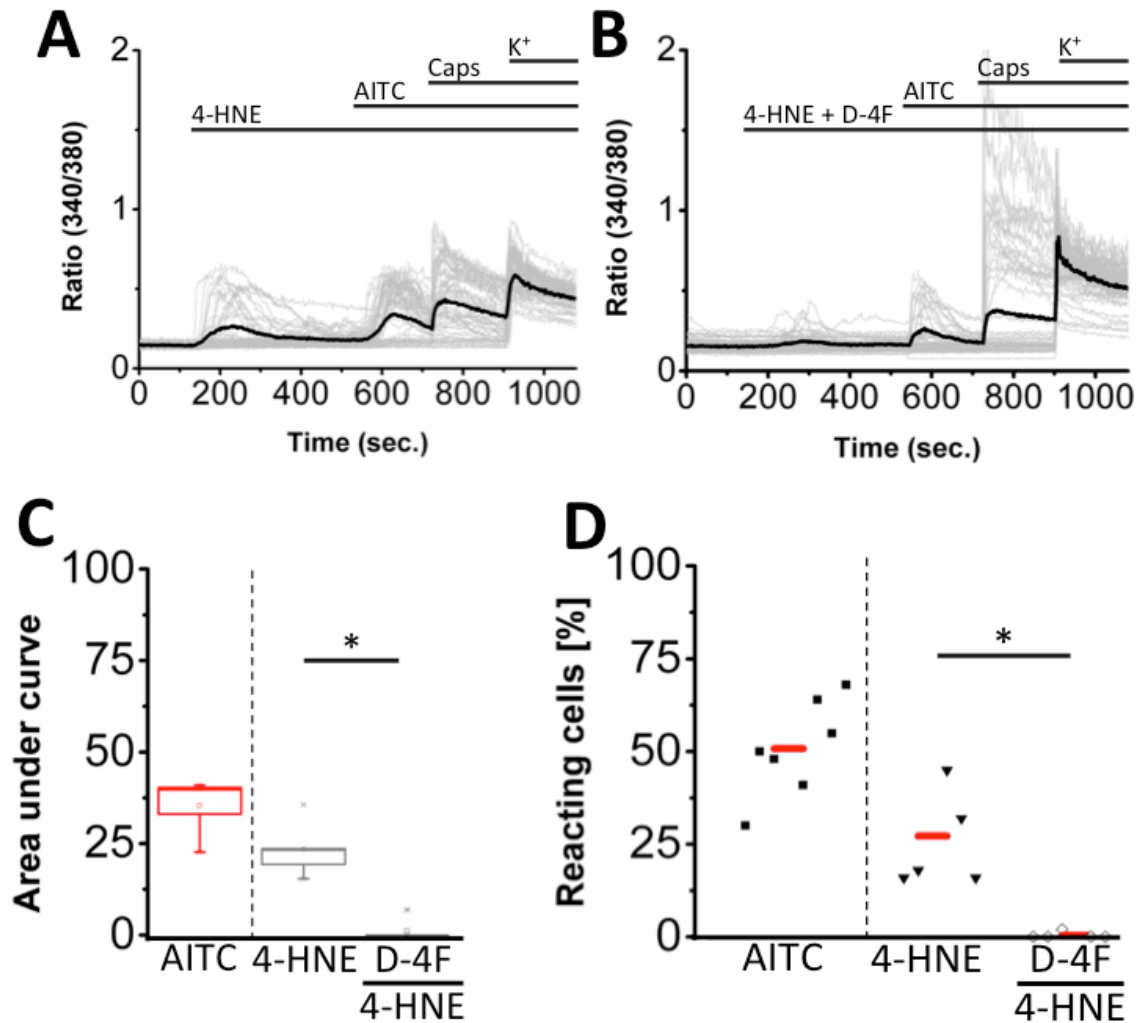 A
B
2
1
0
Ratio (340/380)
K+
Caps
AITC
4-HNE
0 200 400 600 800 1000
Time (sec.)
2
1
0
Ratio (340/380)
K+
Caps
AITC
4-HNE + D-4F
0 200 400 600 800 1000
Time (sec.)
C
D
100
75
50
25
0
Area under curve
*
AITC 4-HNE D-4F
4-HNE
100
75
50
25
0
Reacting cells [%]
*
AITC 4-HNE D-4F
4-HNE